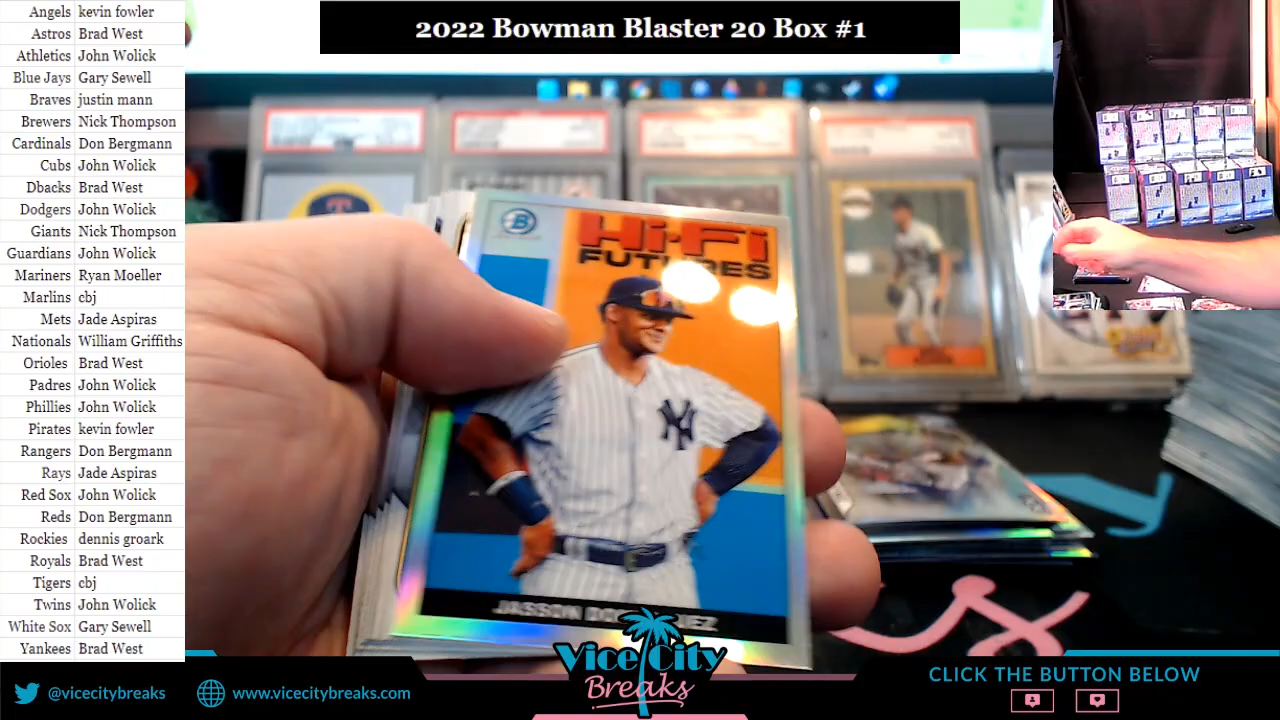 2022 Bowman Blaster 20 Box #1
Angels kevin fowler
Astros Brad West
Athletics John Wolick
Blue Jays Gary Sewell
Braves justin mann
Brewers Nick Thompson
Cardinals Don Bergmann
Cubs John Wolick
Dbacks Brad West
Dodgers John Wolick
Giants Nick Thompson
Guardians John Wolick
Mariners Ryan Moeller
Marlins cbj
Mets Jade Aspiras
Nationals William Griffiths
Orioles Brad West
Padres John Wolick
Phillies John Wolick
Pirates kevin fowler
Rangers Don Bergmann
Rays Jade Aspiras
Red Sox John Wolick
Reds Don Bergmann
Rockies dennis groark
Royals Brad West
Tigers cbj
Twins John Wolick
White Sox Gary Sewell
Yankees Brad West
B
Hi-Fi
FUTURES
NY
JASSON
Vice City
Breaks
@vicecitybreaks
www.vicecitybreaks.com
CLICK THE BUTTON BELOW